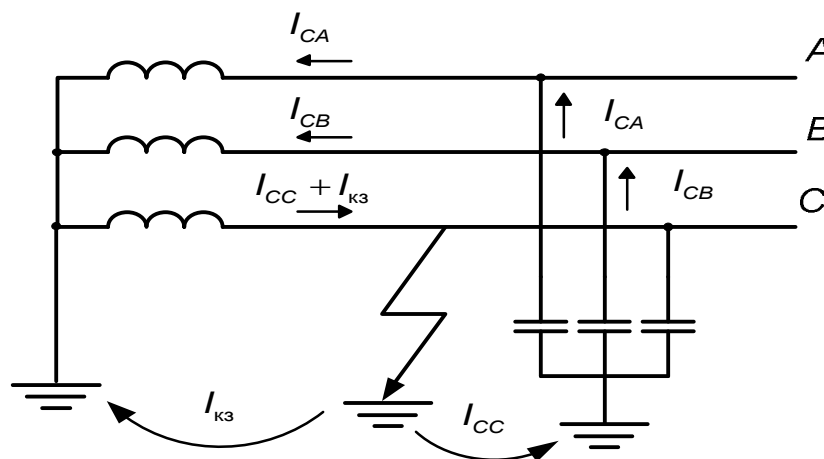 I_CA
A
I_CB
I_CA
B
I_CC + I_кз
I_CB
C
I_кз
I_CC